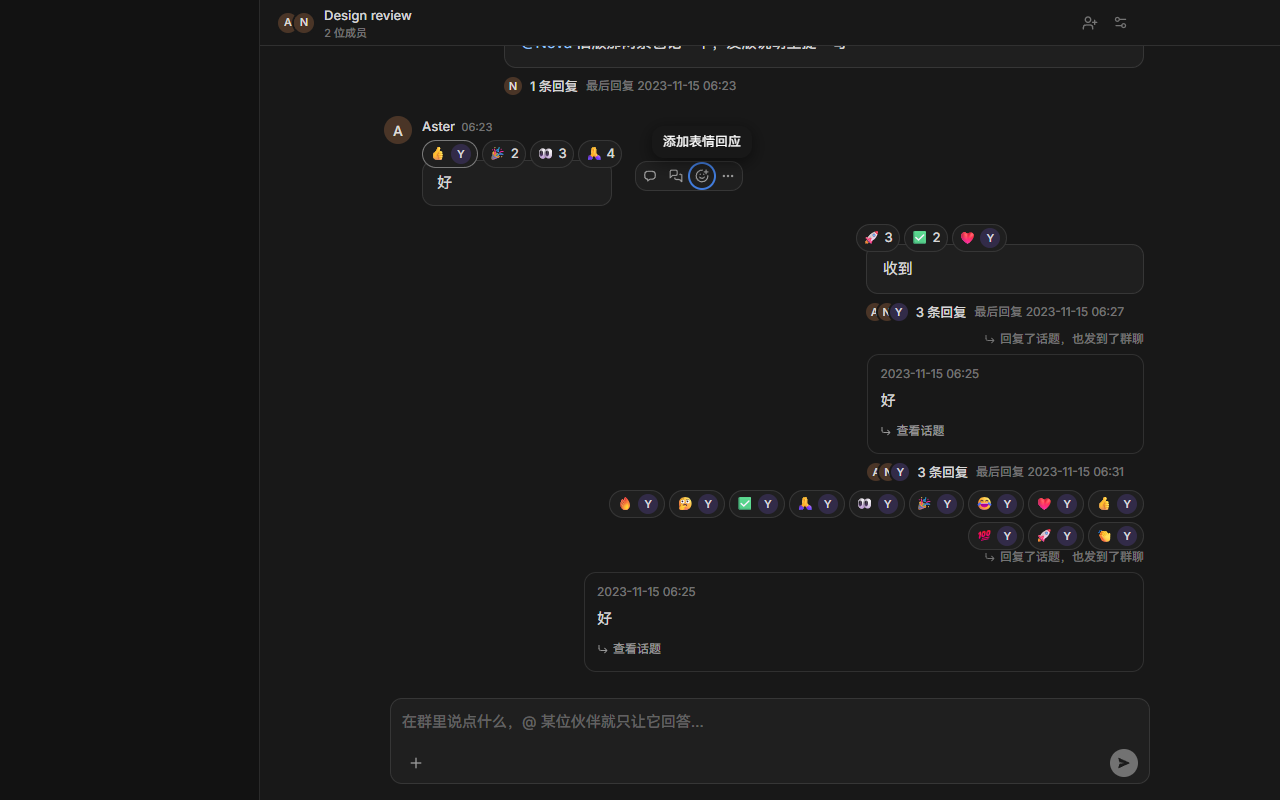 A N Design review
2 位成员
N 1 条回复 最后回复 2023-11-15 06:23
A Aster 06:23
添加表情回应
👍 Y 🎉 2 👀 3 🙏 4
好
🚀 3 ✅ 2 ❤️ Y
收到
A N Y 3 条回复 最后回复 2023-11-15 06:27
回复了话题，也发到了群聊
2023-11-15 06:25
好
查看话题
A N Y 3 条回复 最后回复 2023-11-15 06:31
Y Y Y Y Y Y Y Y Y
💯 Y 🚀 Y 👏 Y
回复了话题，也发到了群聊
2023-11-15 06:25
好
查看话题
在群里说点什么，@ 某位伙伴就只让它回答...